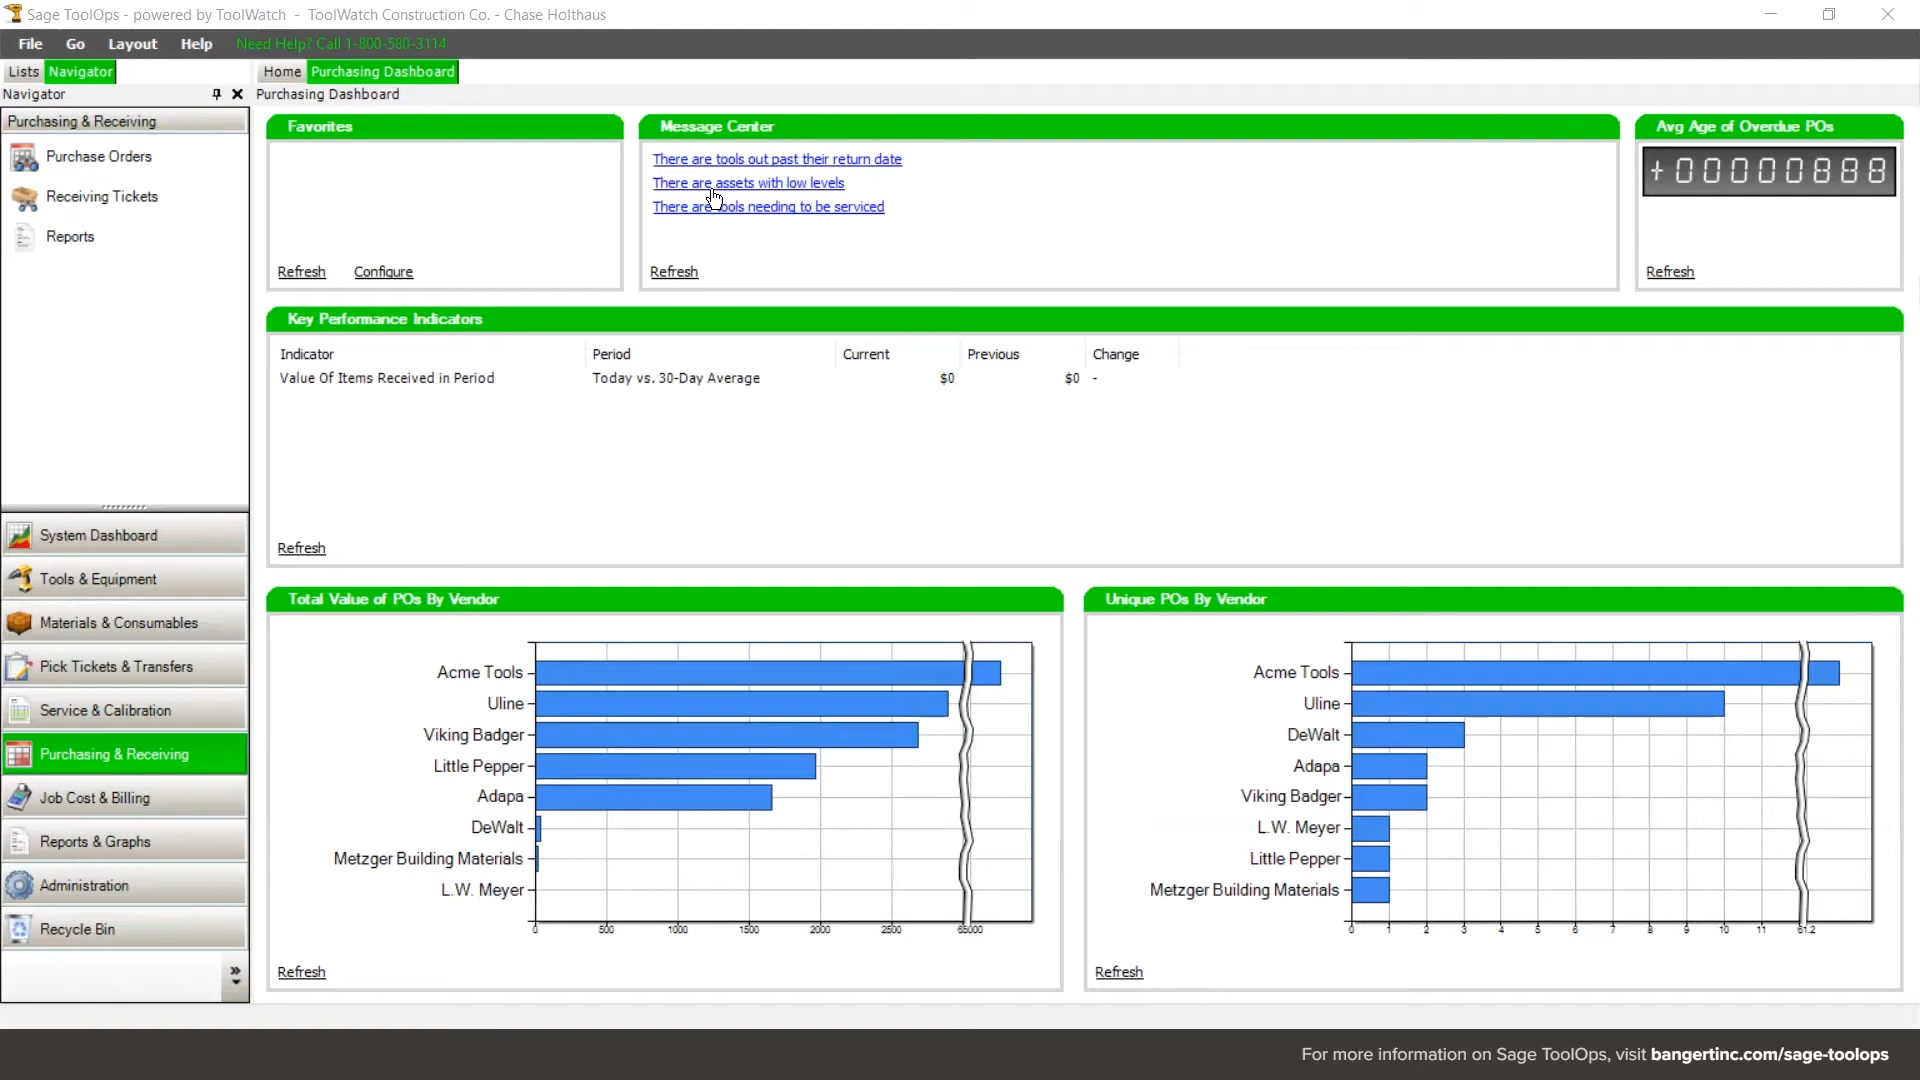 Sage ToolOps - powered by ToolWatch - ToolWatch Construction Co. - Chase Holthaus
File Go Layout Help Need Help? Call 1-800-580-3114
Lists Navigator Home Purchasing Dashboard
Navigator Purchasing Dashboard
Purchasing & Receiving
Purchase Orders
Receiving Tickets
Reports
System Dashboard
Tools & Equipment
Materials & Consumables
Pick Tickets & Transfers
Service & Calibration
Purchasing & Receiving
Job Cost & Billing
Reports & Graphs
Administration
Recycle Bin
Favorites
Refresh Configure
Message Center
There are tools out past their return date
There are assets with low levels
There are tools needing to be serviced
Refresh
Avg Age of Overdue POs
+00000888
Refresh
Key Performance Indicators
Indicator Period Current Previous Change
Value Of Items Received in Period Today vs. 30-Day Average $0 $0 -
Refresh
Total Value of POs By Vendor
Acme Tools
Uline
Viking Badger
Little Pepper
Adapa
DeWalt
Metzger Building Materials
L.W. Meyer
0 500 1000 1500 2000 2500 65000
Refresh
Unique POs By Vendor
Acme Tools
Uline
DeWalt
Adapa
Viking Badger
L.W. Meyer
Little Pepper
Metzger Building Materials
0 1 2 3 4 5 6 7 8 9 10 11 61.2
Refresh
For more information on Sage ToolOps, visit bangertinc.com/sage-toolops